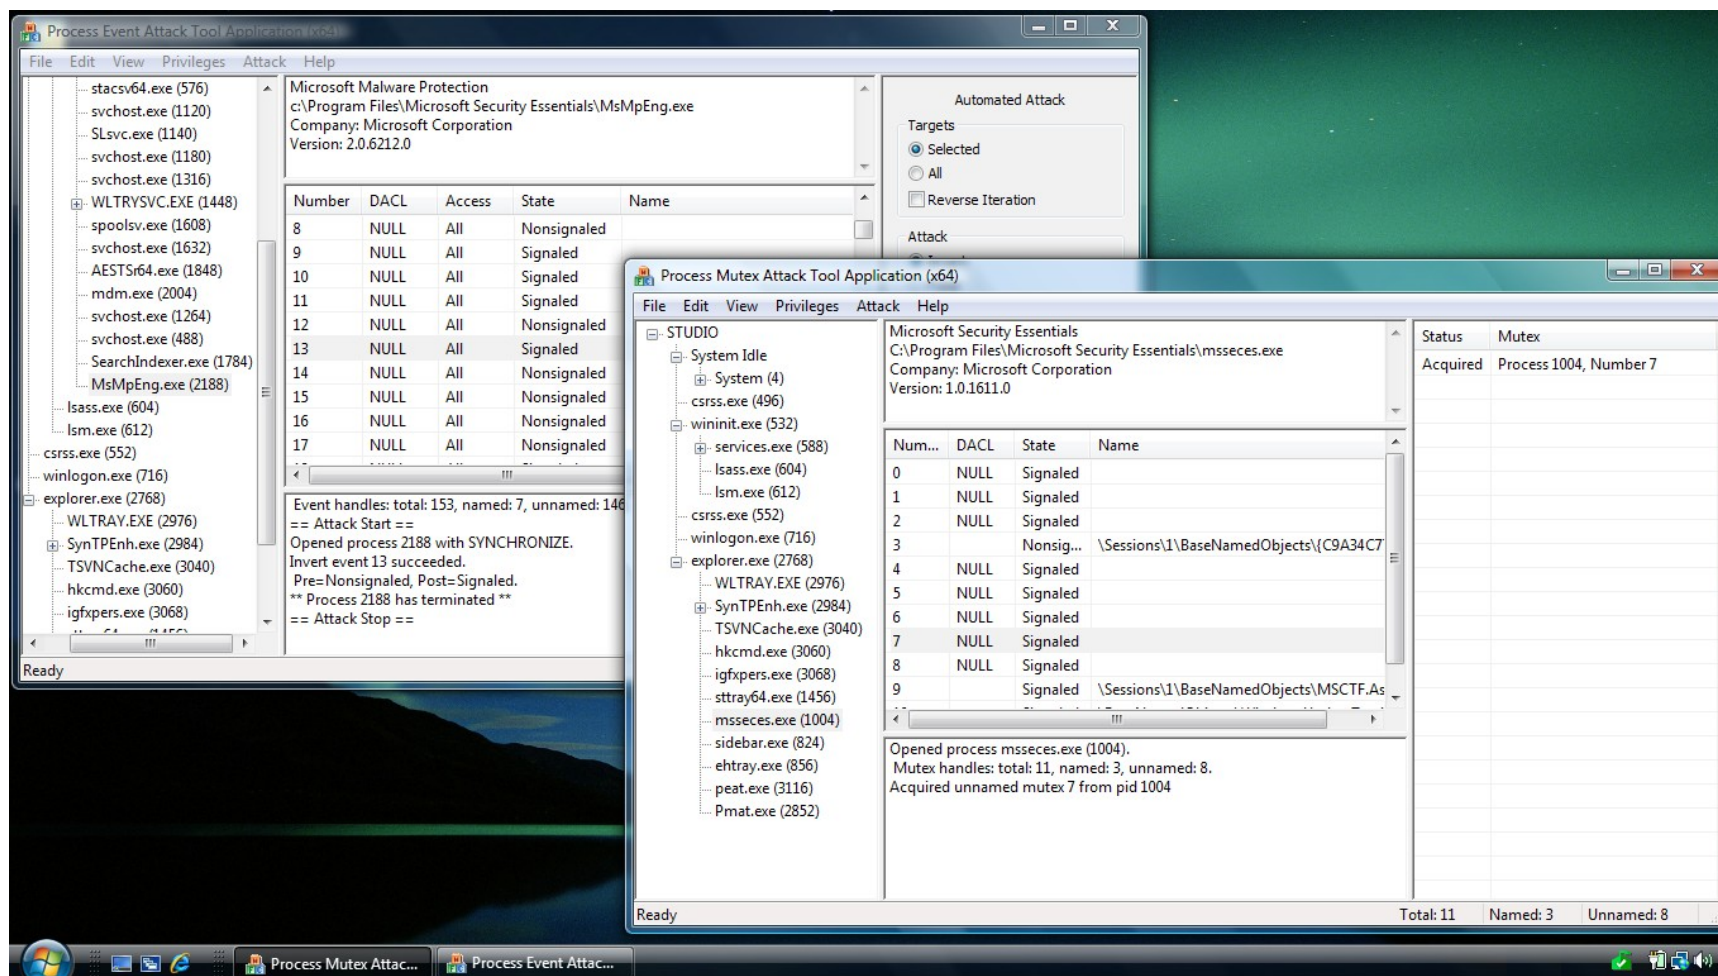 Process Event Attack Tool Application (x64)
File Edit View Privileges Attack Help
stacsv64.exe (576)
svchost.exe (1120)
SLsvc.exe (1140)
svchost.exe (1180)
svchost.exe (1316)
WLTRYSVC.EXE (1448)
spoolsv.exe (1608)
svchost.exe (1632)
AESTSr64.exe (1848)
mdm.exe (2004)
svchost.exe (1264)
svchost.exe (488)
SearchIndexer.exe (1784)
MsMpEng.exe (2188)
lsass.exe (604)
lsm.exe (612)
csrss.exe (552)
winlogon.exe (716)
explorer.exe (2768)
WLTRAY.EXE (2976)
SynTPEnh.exe (2984)
TSVNCache.exe (3040)
hkcmd.exe (3060)
igfxpers.exe (3068)
Microsoft Malware Protection
c:\Program Files\Microsoft Security Essentials\MsMpEng.exe
Company: Microsoft Corporation
Version: 2.0.6212.0
Number DACL Access State Name
8 NULL All Nonsignaled
9 NULL All Signaled
10 NULL All Signaled
11 NULL All Signaled
12 NULL All Nonsignaled
13 NULL All Signaled
14 NULL All Nonsignaled
15 NULL All Nonsignaled
16 NULL All Nonsignaled
17 NULL All Nonsignaled
Event handles: total: 153, named: 7, unnamed: 146
== Attack Start ==
Opened process 2188 with SYNCHRONIZE.
Invert event 13 succeeded.
Pre=Nonsignaled, Post=Signaled.
** Process 2188 has terminated **
== Attack Stop ==
Automated Attack
Targets
Selected
All
Reverse Iteration
Attack
Ready
Process Mutex Attack Tool Application (x64)
File Edit View Privileges Attack Help
STUDIO
System Idle
System (4)
csrss.exe (496)
wininit.exe (532)
services.exe (588)
lsass.exe (604)
lsm.exe (612)
csrss.exe (552)
winlogon.exe (716)
explorer.exe (2768)
WLTRAY.EXE (2976)
SynTPEnh.exe (2984)
TSVNCache.exe (3040)
hkcmd.exe (3060)
igfxpers.exe (3068)
sttray64.exe (1456)
msseces.exe (1004)
sidebar.exe (824)
ehtray.exe (856)
peat.exe (3116)
Pmat.exe (2852)
Microsoft Security Essentials
C:\Program Files\Microsoft Security Essentials\msseces.exe
Company: Microsoft Corporation
Version: 1.0.1611.0
Num... DACL State Name
0 NULL Signaled
1 NULL Signaled
2 NULL Signaled
3 Nonsig... \Sessions\1\BaseNamedObjects\{C9A34C7
4 NULL Signaled
5 NULL Signaled
6 NULL Signaled
7 NULL Signaled
8 NULL Signaled
9 Signaled \Sessions\1\BaseNamedObjects\MSCTF.As
Opened process msseces.exe (1004).
Mutex handles: total: 11, named: 3, unnamed: 8.
Acquired unnamed mutex 7 from pid 1004
Status Mutex
Acquired Process 1004, Number 7
Ready
Total: 11 Named: 3 Unnamed: 8
Process Mutex Attac...
Process Event Attac...